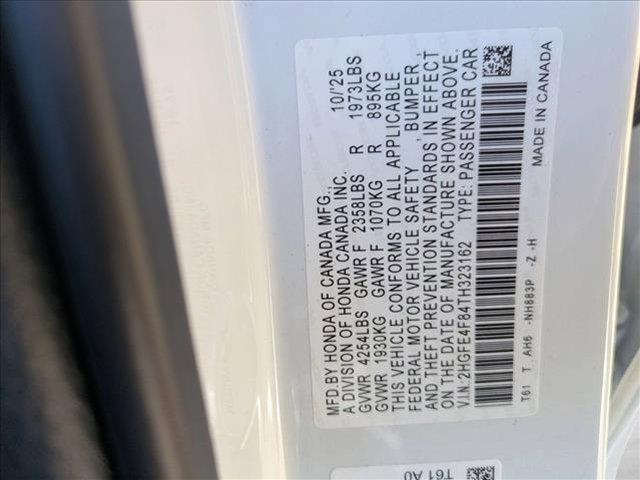 MFD.BY HONDA OF CANADA MFG.,
A DIVISION OF HONDA CANADA INC. 10/'25
GVWR 4254LBS GAWR F 2358LBS R 1973LBS
GVWR 1930KG GAWR F 1070KG R 895KG
THIS VEHICLE CONFORMS TO ALL APPLICABLE
FEDERAL MOTOR VEHICLE SAFETY , BUMPER ,
AND THEFT PREVENTION STANDARDS IN EFFECT
ON THE DATE OF MANUFACTURE SHOWN ABOVE.
V.I.N: 2HGFE4F84TH323162 TYPE: PASSENGER CAR
T61 T AH6 -NH883P -Z -H
MADE IN CANADA
T61 A0